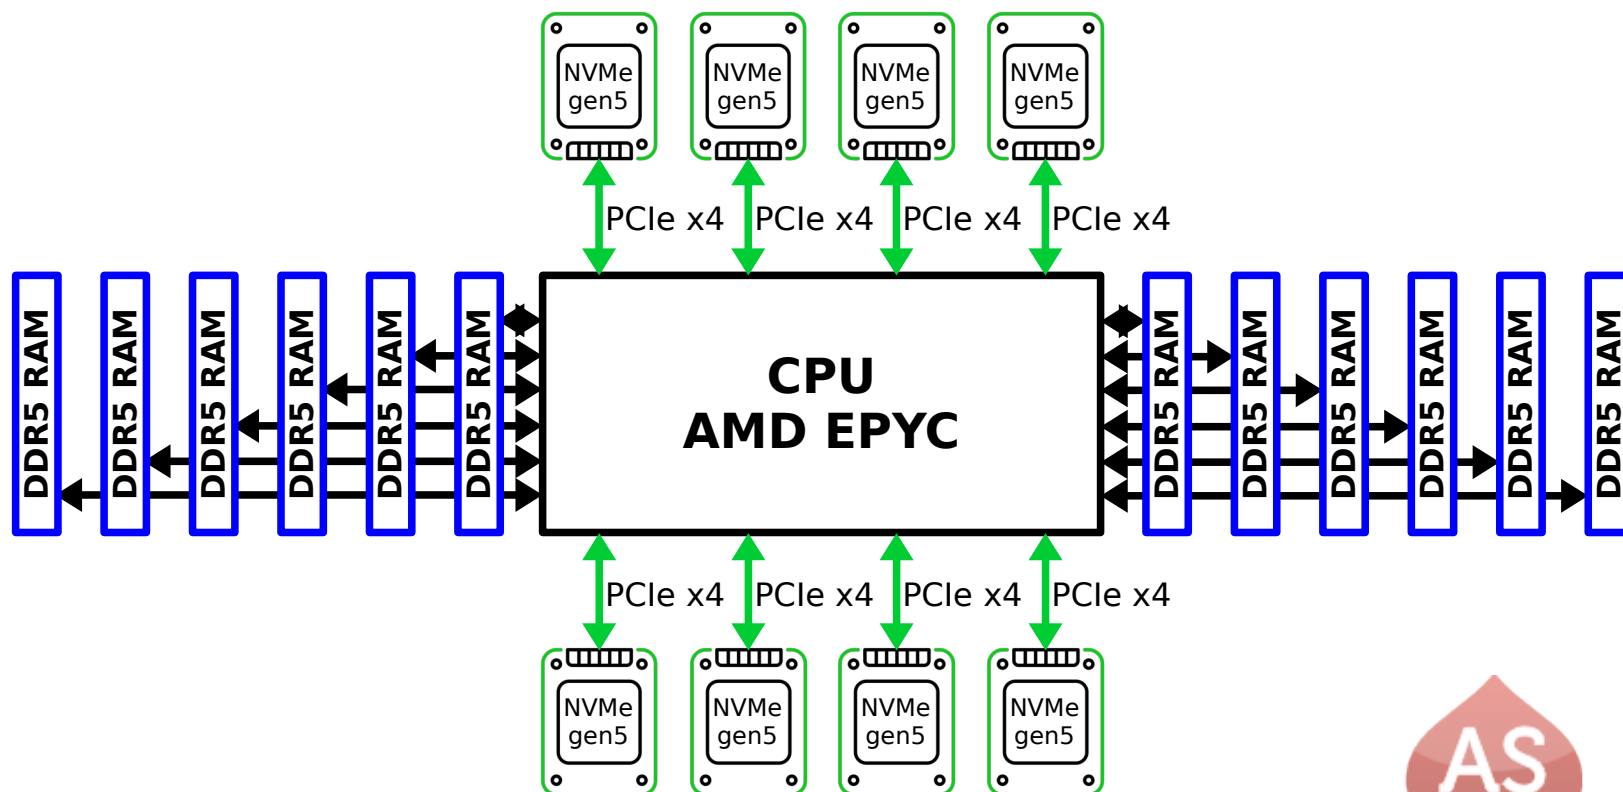 NVMe
gen5
NVMe
gen5
NVMe
gen5
NVMe
gen5
PCIe x4
PCIe x4
PCIe x4
PCIe x4
DDR5 RAM
DDR5 RAM
DDR5 RAM
DDR5 RAM
DDR5 RAM
DDR5 RAM
CPU
AMD EPYC
DDR5 RAM
DDR5 RAM
DDR5 RAM
DDR5 RAM
DDR5 RAM
DDR5 RAM
PCIe x4
PCIe x4
PCIe x4
PCIe x4
NVMe
gen5
NVMe
gen5
NVMe
gen5
NVMe
gen5
AS